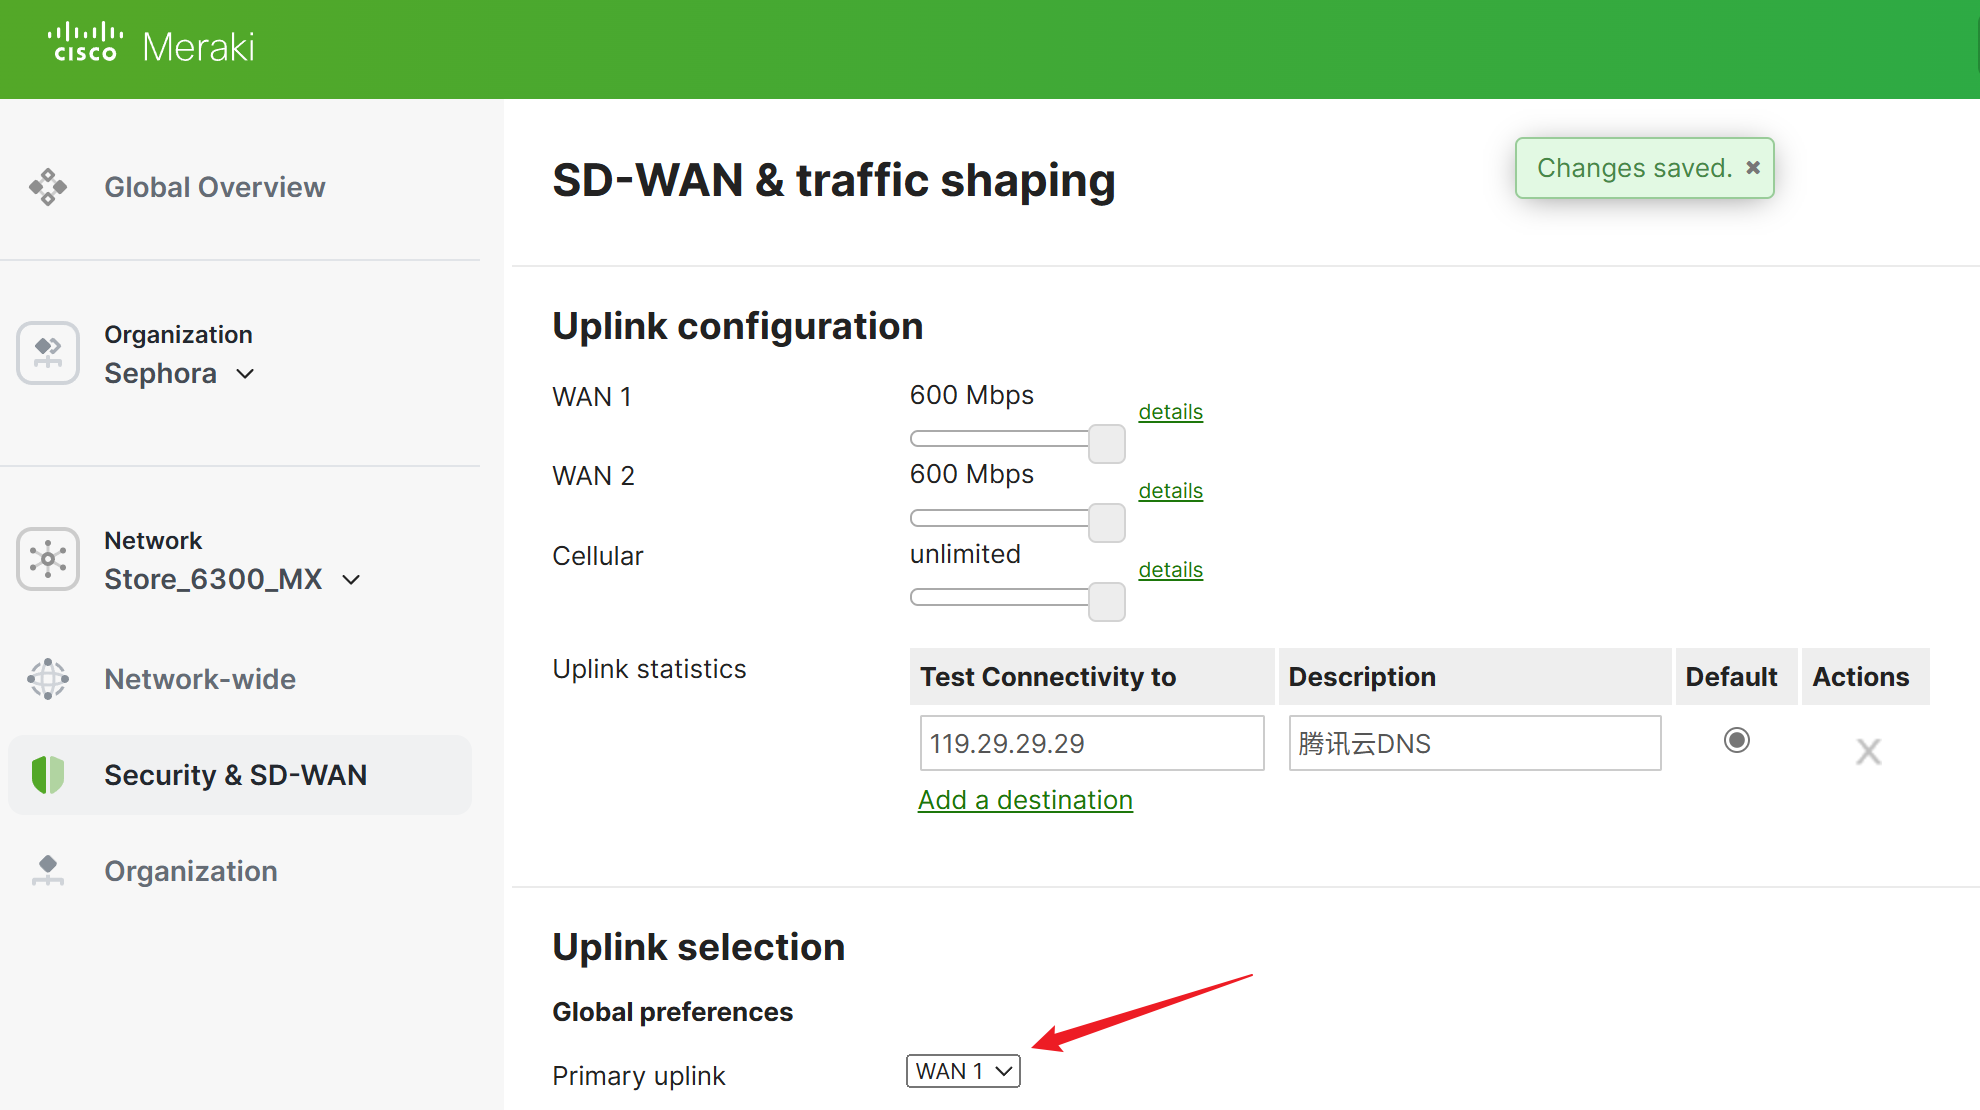 CISCO Meraki
Global Overview
Organization
Sephora
Network
Store_6300_MX
Network-wide
Security & SD-WAN
Organization
SD-WAN & traffic shaping
Changes saved. ×
Uplink configuration
WAN 1 600 Mbps details
WAN 2 600 Mbps details
Cellular unlimited details
Uplink statistics
Test Connectivity to Description Default Actions
119.29.29.29 腾讯云DNS X
Add a destination
Uplink selection
Global preferences
Primary uplink WAN 1